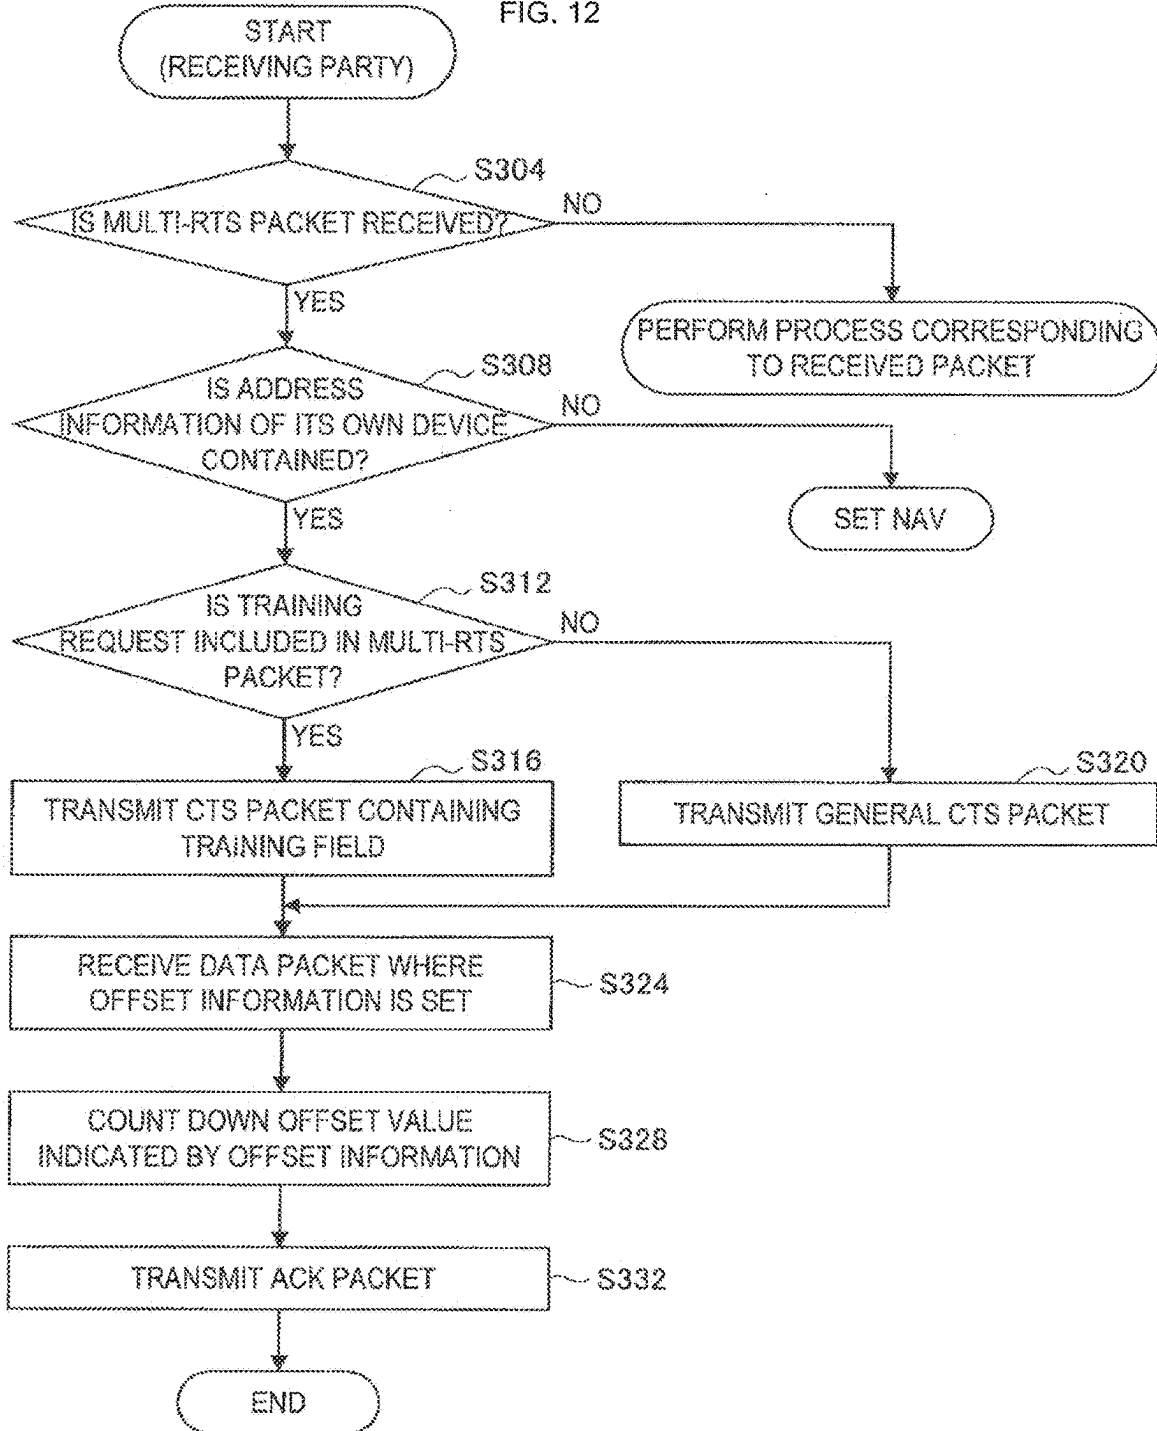 FIG. 12
START
(RECEIVING PARTY)
S304
IS MULTI-RTS PACKET RECEIVED?
NO
YES
PERFORM PROCESS CORRESPONDING
TO RECEIVED PACKET
S308
IS ADDRESS
INFORMATION OF ITS OWN DEVICE
CONTAINED?
NO
YES
SET NAV
S312
IS TRAINING
REQUEST INCLUDED IN MULTI-RTS
PACKET?
NO
YES
S316
TRANSMIT CTS PACKET CONTAINING
TRAINING FIELD
S320
TRANSMIT GENERAL CTS PACKET
RECEIVE DATA PACKET WHERE
OFFSET INFORMATION IS SET
S324
COUNT DOWN OFFSET VALUE
INDICATED BY OFFSET INFORMATION
S328
TRANSMIT ACK PACKET
S332
END